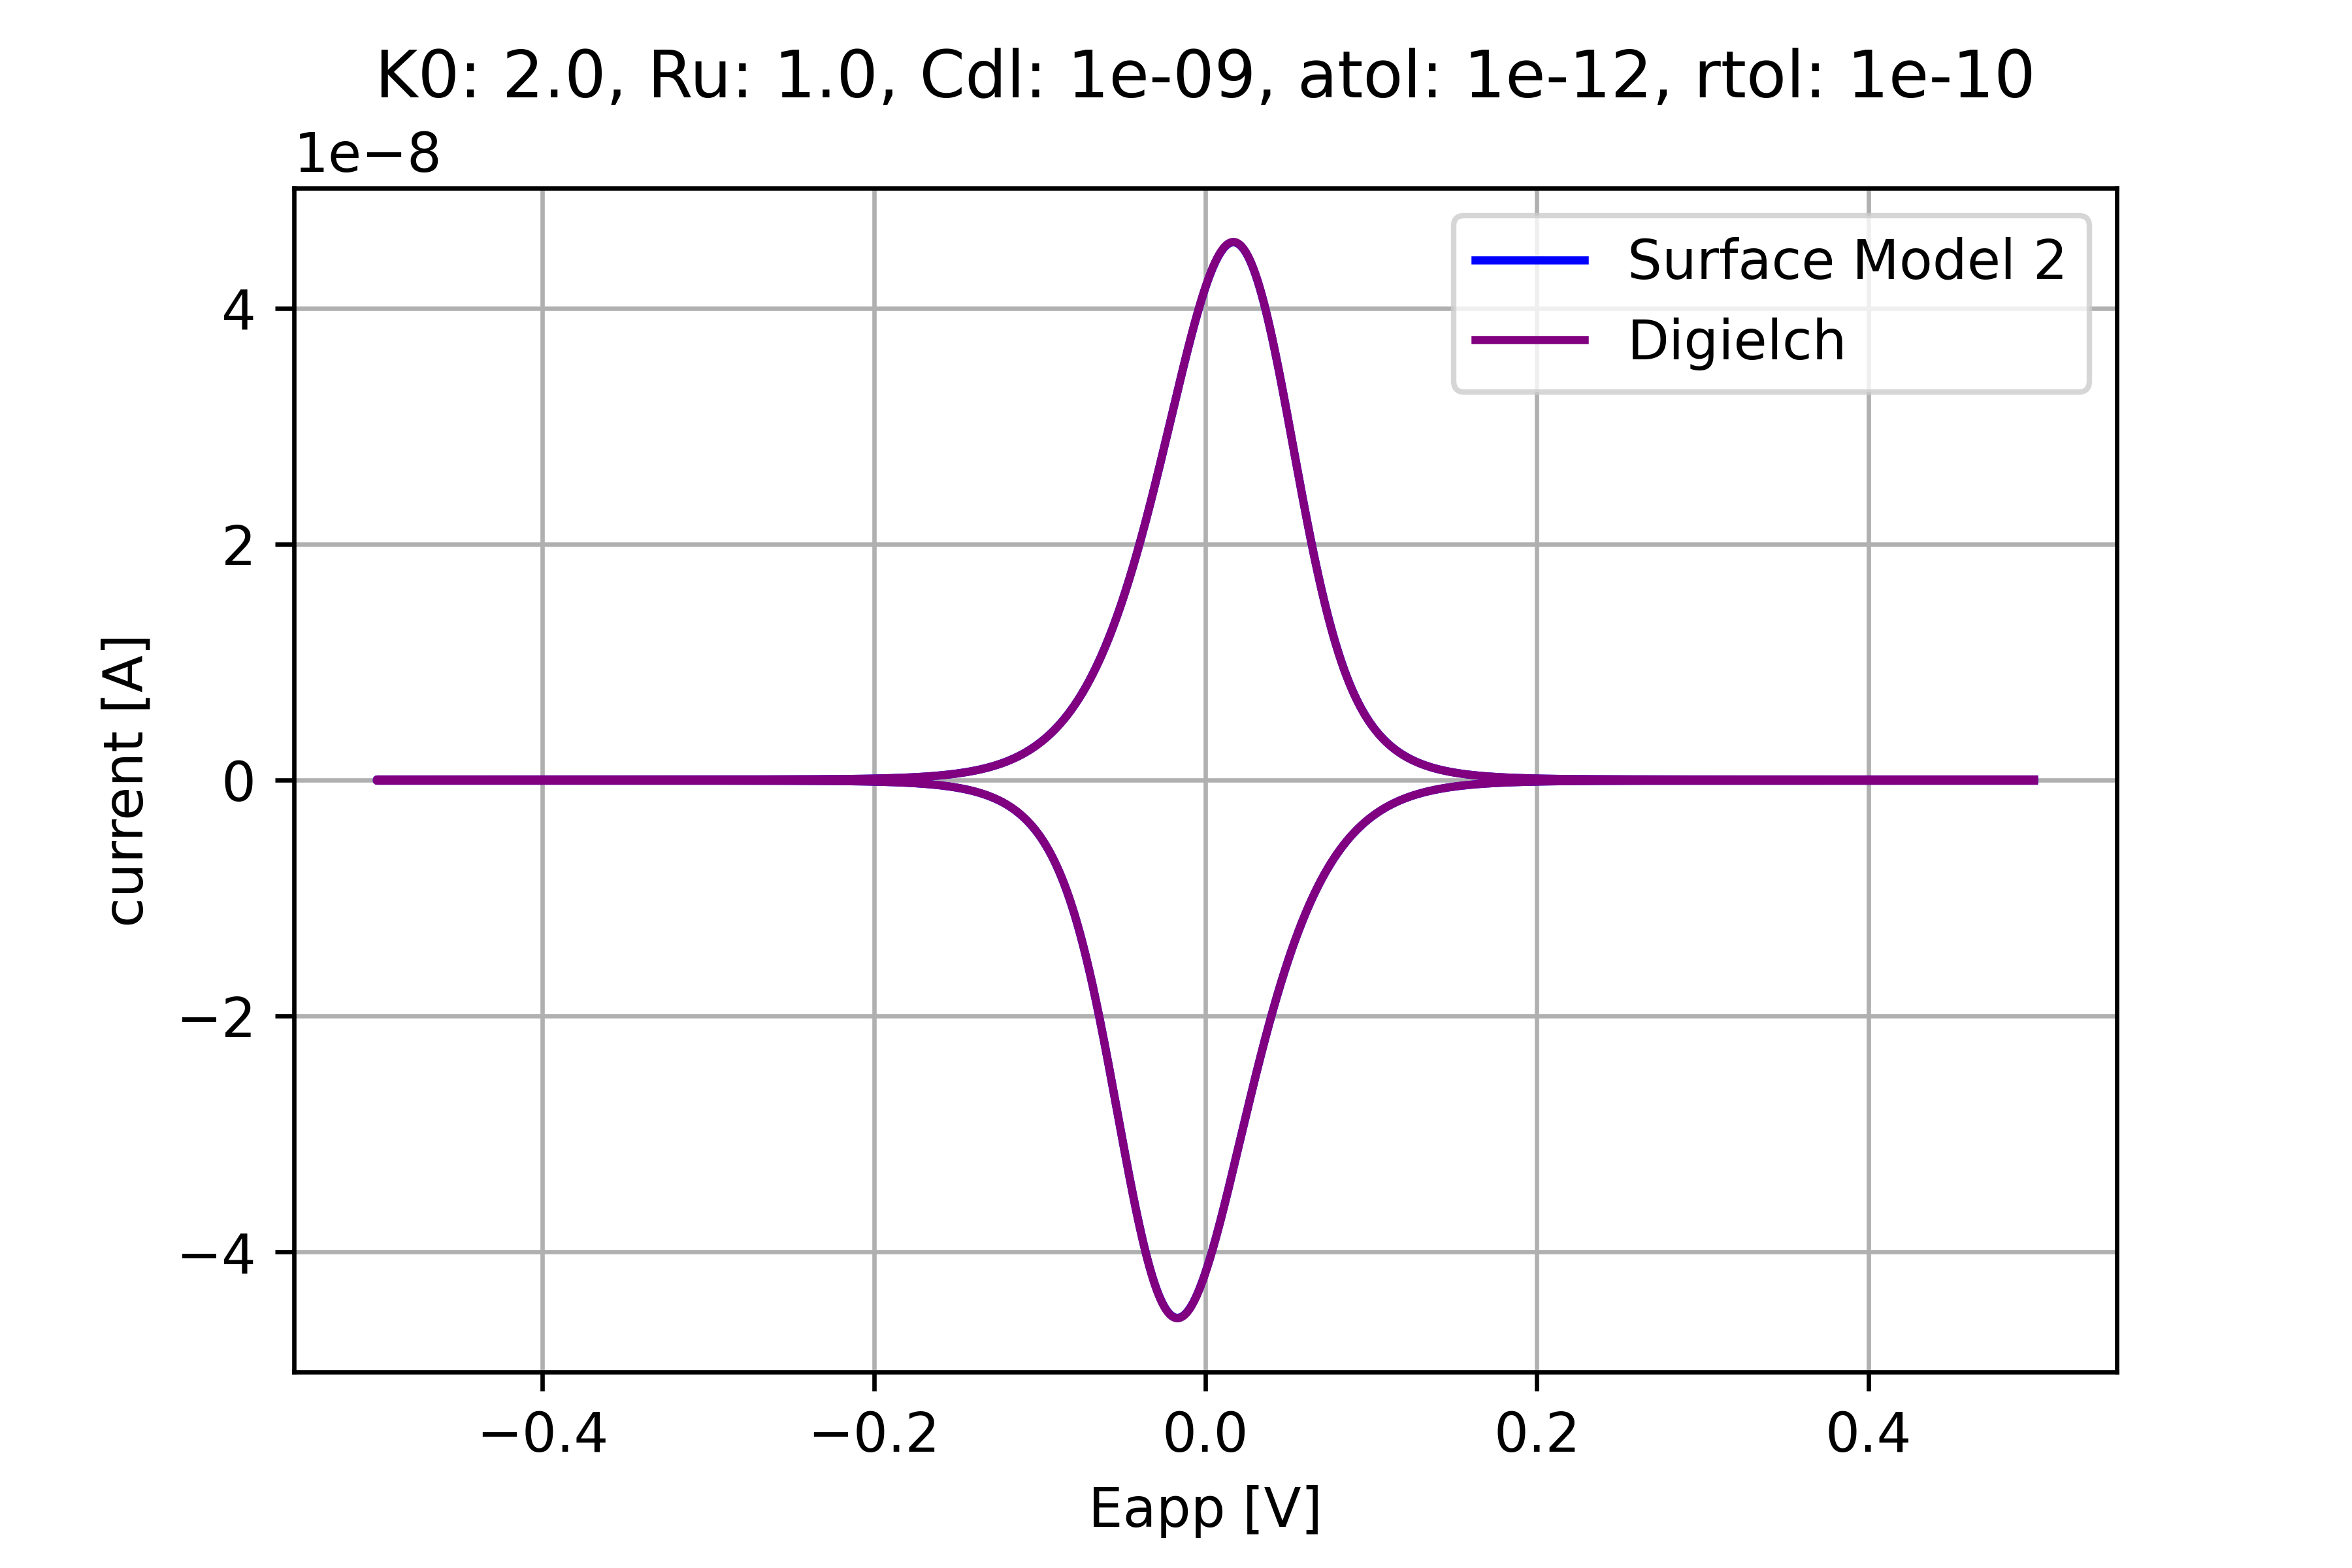 K0: 2.0, Ru: 1.0, Cdl: 1e-09, atol: 1e-12, rtol: 1e-10
1e−8
Surface Model 2
Digielch
4
2
0
−2
−4
current [A]
−0.4 −0.2 0.0 0.2 0.4
Eapp [V]